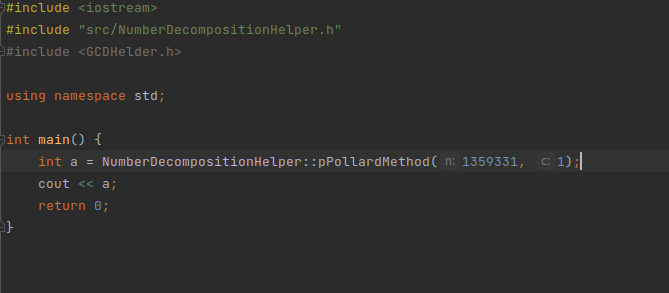 #include <iostream>
#include "src/NumberDecompositionHelper.h"
#include <GCDHelder.h>
using namespace std;
int main() {
int a = NumberDecompositionHelper::pPollardMethod( n: 1359331, c: 1);
cout << a;
return 0;
}